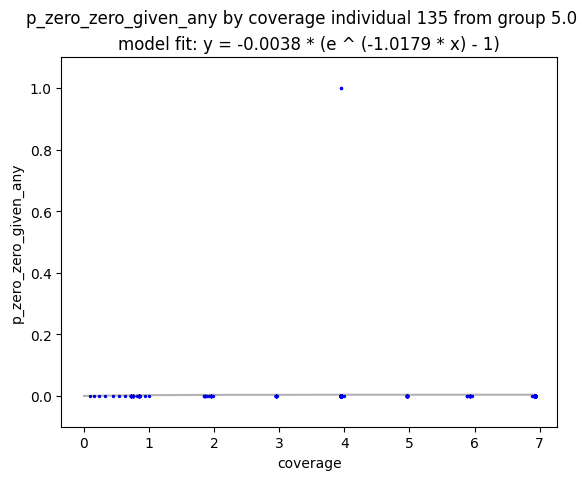 p_zero_zero_given_any by coverage individual 135 from group 5.0
model fit: y = -0.0038 * (e ^ (-1.0179 * x) - 1)
1.0
0.8
0.6
0.4
0.2
0.0
p_zero_zero_given_any
0 1 2 3 4 5 6 7
coverage